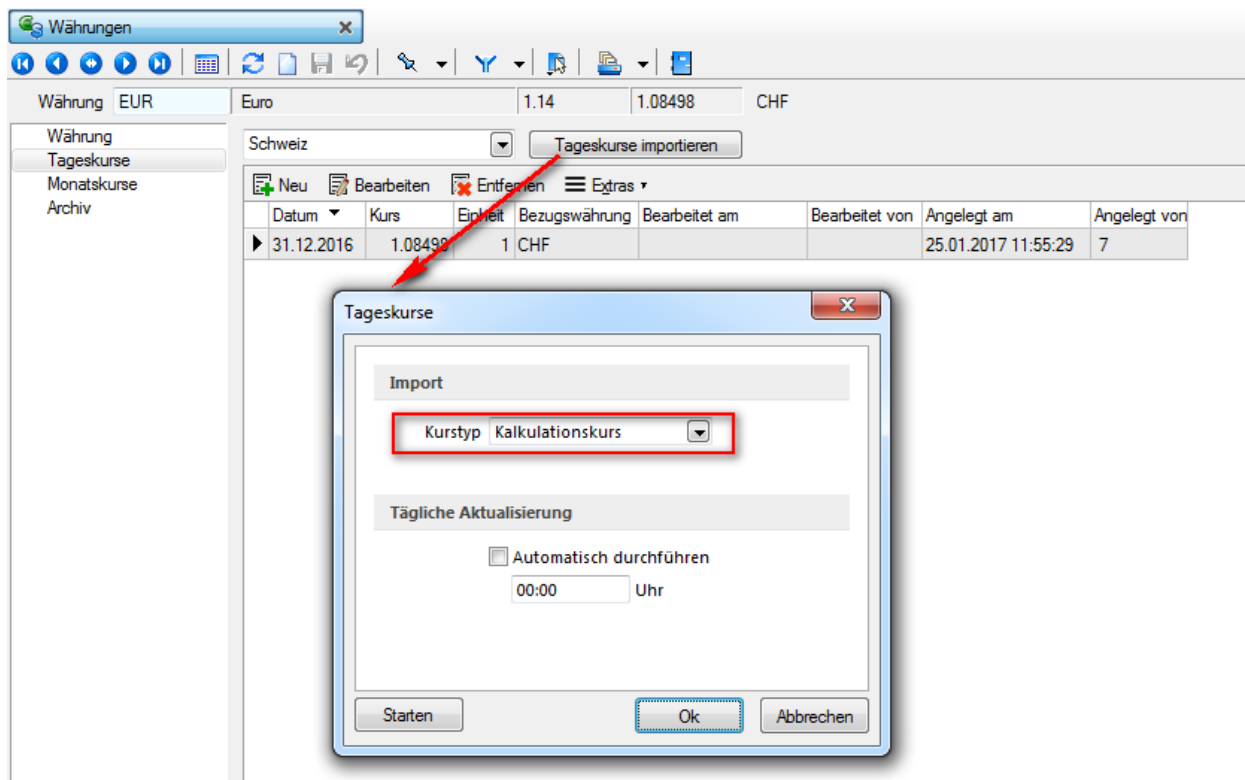 Währungen
Währung EUR Euro 1.14 1.08498 CHF
Währung
Tageskurse
Monatskurse
Archiv
Schweiz Tageskurse importieren
Neu Bearbeiten Entfernen Extras
Datum Kurs Einheit Bezugswährung Bearbeitet am Bearbeitet von Angelegt am Angelegt von
31.12.2016 1.08498 1 CHF 25.01.2017 11:55:29 7
Tageskurse
Import
Kurstyp Kalkulationskurs
Tägliche Aktualisierung
Automatisch durchführen
00:00 Uhr
Starten Ok Abbrechen